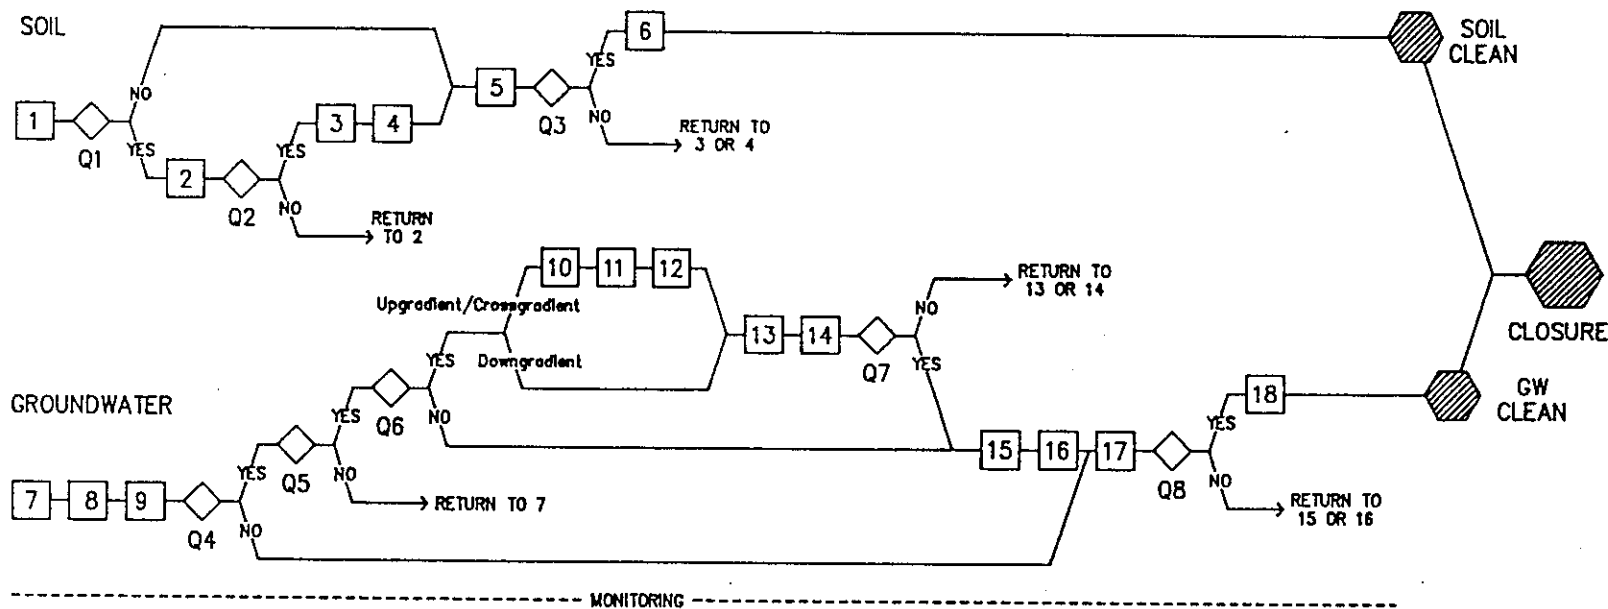 SOIL
6
SOIL
CLEAN
YES
NO
5
1
3
4
Q3
NO
RETURN TO
3 OR 4
Q1
YES
YES
2
Q2
NO
RETURN
TO 2
10
11
12
RETURN TO
13 OR 14
Upgradient/Crossgradient
NO
13
14
CLOSURE
YES
Downgradient
Q7
YES
GROUNDWATER
Q6
YES
NO
18
GW
CLEAN
YES
15
16
17
YES
Q5
NO
Q8
NO
7
8
9
RETURN TO 7
RETURN TO
15 OR 16
Q4
NO
MONITORING